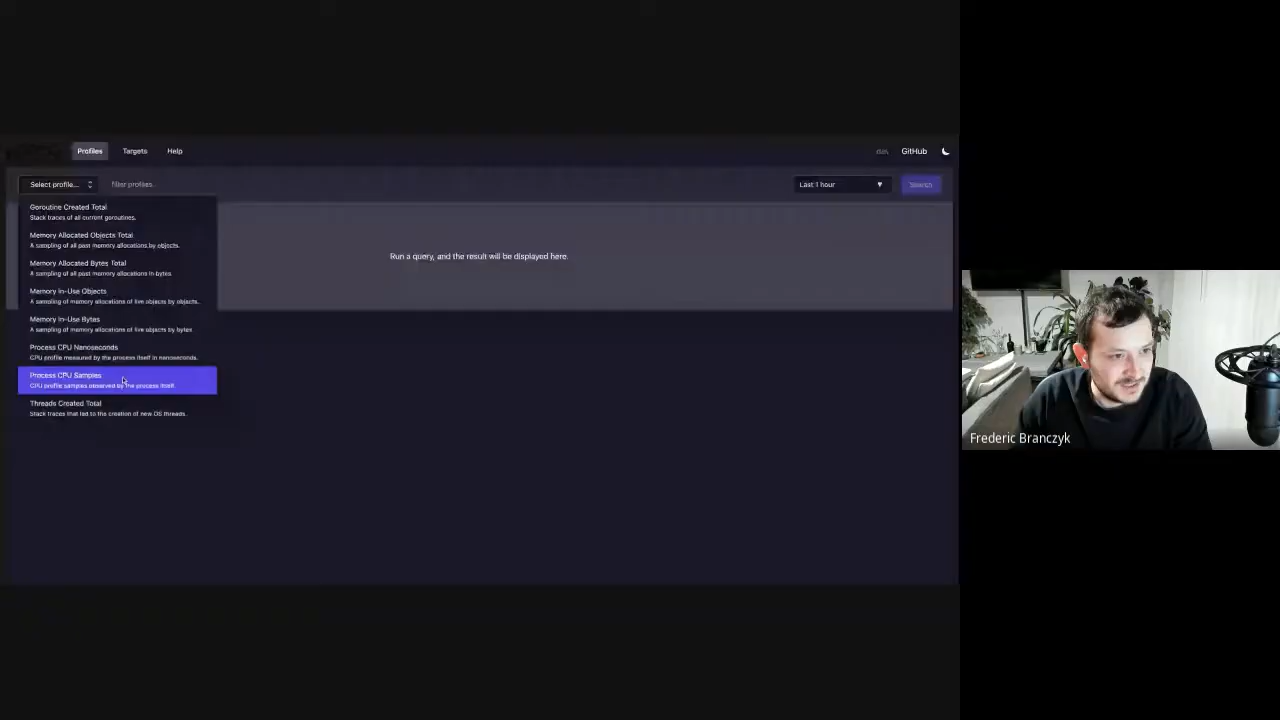 Profiles Targets Help GitHub
Select profile... filter profiles... Last 1 hour Search
Goroutine Created Total
Stack traces of all current goroutines.
Memory Allocated Objects Total
A sampling of all past memory allocations by objects.
Memory Allocated Bytes Total
A sampling of all past memory allocations in bytes.
Memory In-Use Objects
A sampling of memory allocations of live objects by objects.
Memory In-Use Bytes
A sampling of memory allocations of live objects by bytes.
Process CPU Nanoseconds
CPU profile measured by the process itself in nanoseconds.
Process CPU Samples
CPU profile samples observed by the process itself.
Threads Created Total
Stack traces that led to the creation of new OS threads.
Run a query, and the result will be displayed here.
Frederic Branczyk